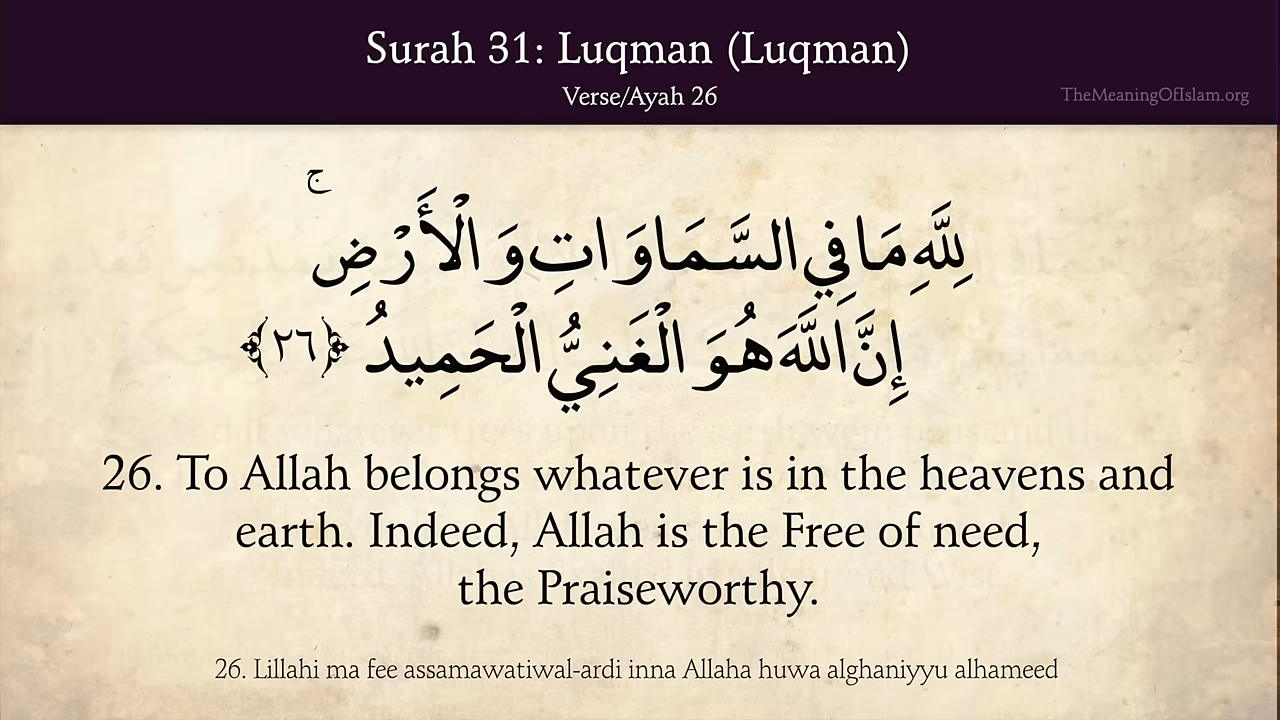 Surah 31: Luqman (Luqman)
Verse/Ayah 26
TheMeaningOfIslam.org
لِلَّهِ مَا فِي السَّمَاوَاتِ وَالْأَرْضِ ۚ
إِنَّ اللَّهَ هُوَ الْغَنِيُّ الْحَمِيدُ ﴿٢٦﴾
26. To Allah belongs whatever is in the heavens and
earth. Indeed, Allah is the Free of need,
the Praiseworthy.
26. Lillahi ma fee assamawatiwal-ardi inna Allaha huwa alghaniyyu alhameed